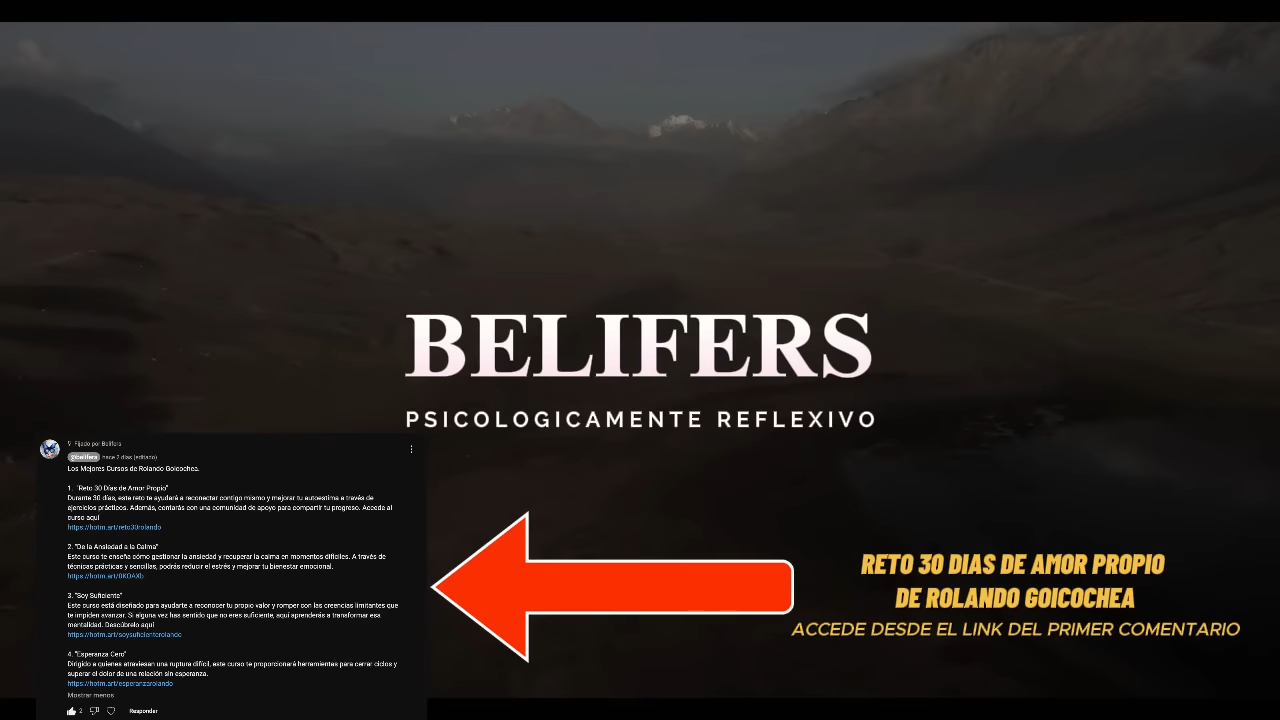 BELIFERS
PSICOLOGICAMENTE REFLEXIVO
Fijado por Belifers
@belifers hace 2 días (editado)
Los Mejores Cursos de Rolando Goicochea.
1. "Reto 30 Días de Amor Propio"
Durante 30 días, este reto te ayudará a reconectar contigo mismo y mejorar tu autoestima a través de
ejercicios prácticos. Además, contarás con una comunidad de apoyo para compartir tu progreso. Accede al
curso aquí
https://hotm.art/reto30rolando
2. "De la Ansiedad a la Calma"
Este curso te enseña cómo gestionar la ansiedad y recuperar la calma en momentos difíciles. A través de
técnicas prácticas y sencillas, podrás reducir el estrés y mejorar tu bienestar emocional.
https://hotm.art/0KOAXb
3. "Soy Suficiente"
Este curso está diseñado para ayudarte a reconocer tu propio valor y romper con las creencias limitantes que
te impiden avanzar. Si alguna vez has sentido que no eres suficiente, aquí aprenderás a transformar esa
mentalidad. Descúbrelo aquí
https://hotm.art/soysuficienterolando
4. "Esperanza Cero"
Dirigido a quienes atraviesan una ruptura difícil, este curso te proporcionará herramientas para cerrar ciclos y
superar el dolor de una relación sin esperanza.
https://hotm.art/esperanzarolando
Mostrar menos
2 Responder
RETO 30 DIAS DE AMOR PROPIO
DE ROLANDO GOICOCHEA
ACCEDE DESDE EL LINK DEL PRIMER COMENTARIO